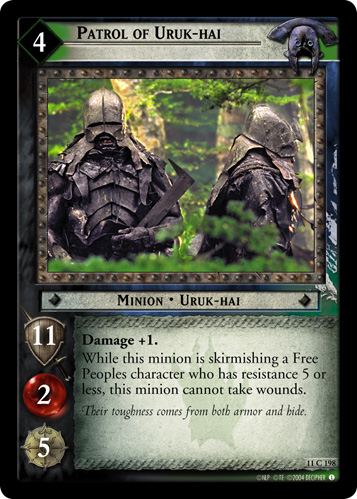 4
PATROL OF URUK-HAI
MINION • URUK-HAI
11
2
5
Damage +1.
While this minion is skirmishing a Free
Peoples character who has resistance 5 or
less, this minion cannot take wounds.
Their toughness comes from both armor and hide.
11 C 198
©NLP ©TE ©2004 DECIPHER